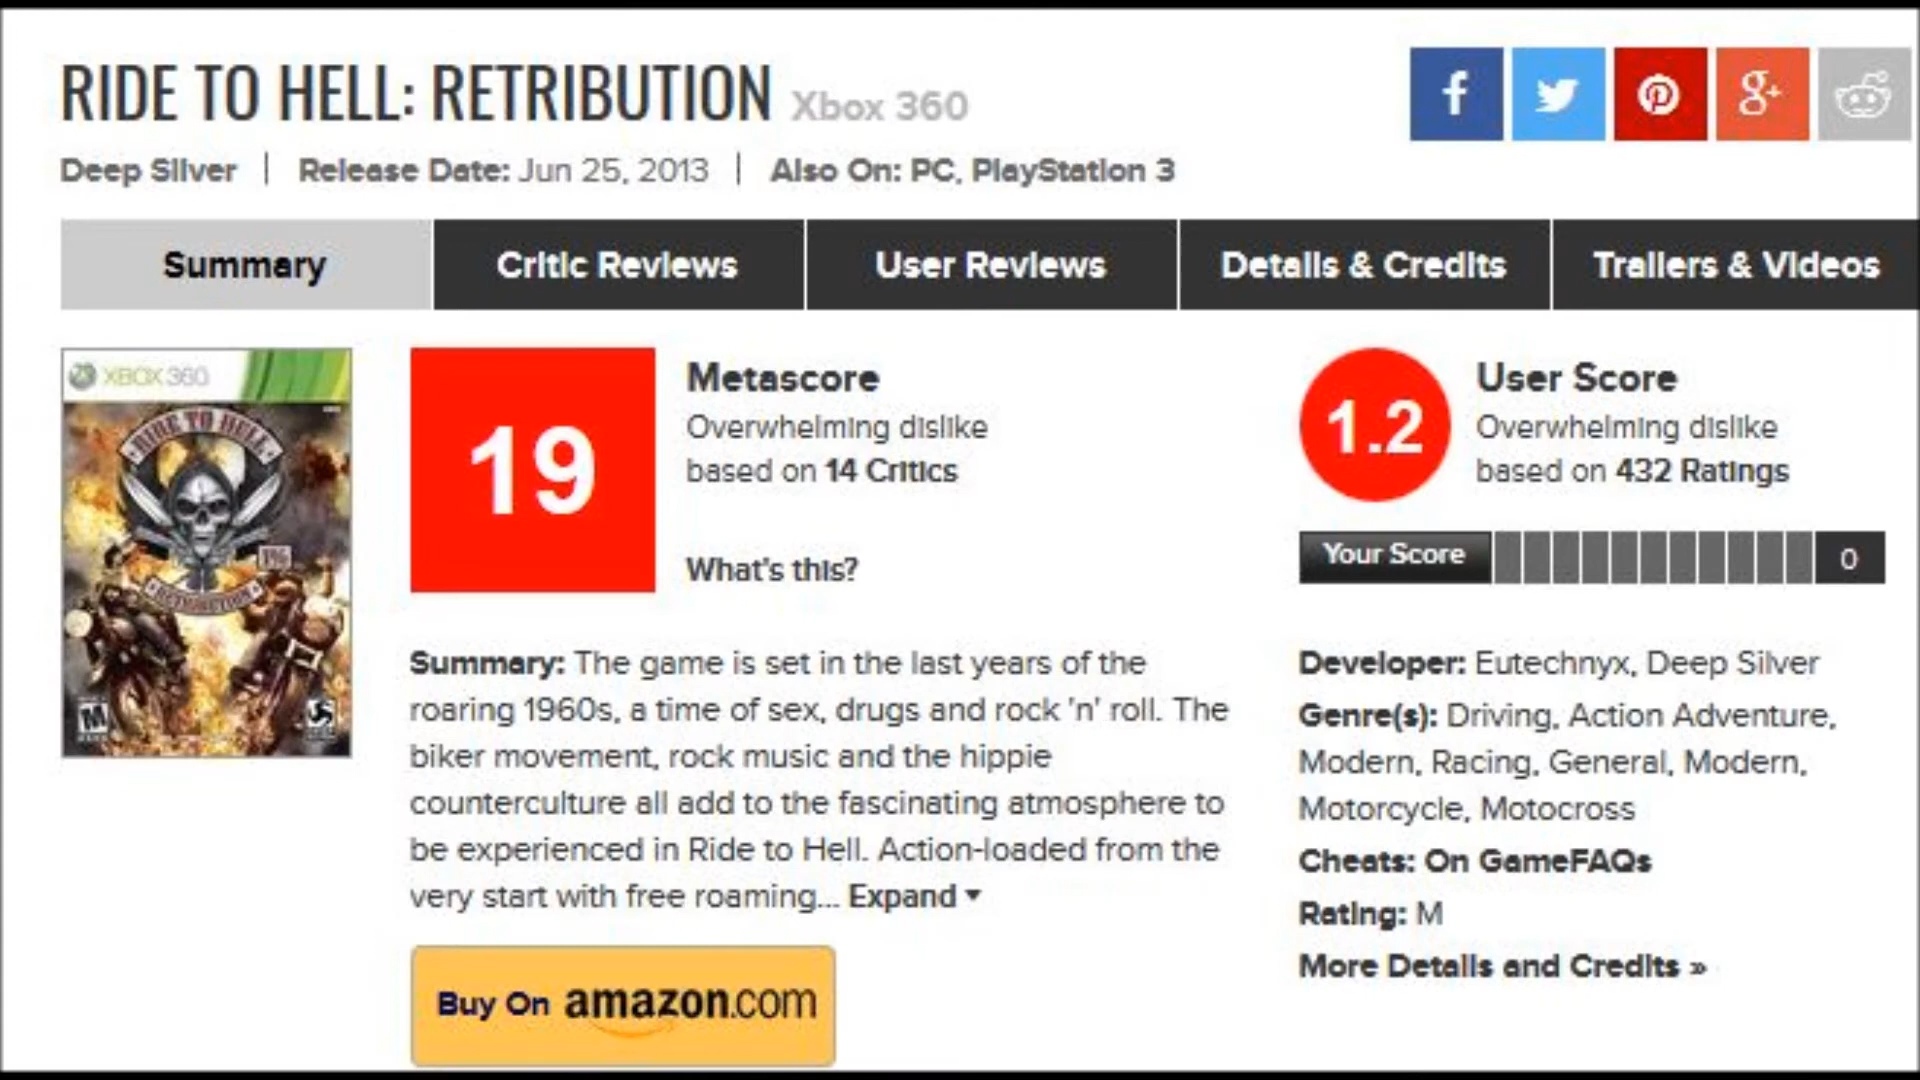 RIDE TO HELL: RETRIBUTION Xbox 360
f g+
Deep Silver | Release Date: Jun 25, 2013 | Also On: PC, PlayStation 3
Summary Critic Reviews User Reviews Details & Credits Trailers & Videos
XBOX 360
RIDE TO HELL
1%
RETRIBUTION
M
19
Metascore
Overwhelming dislike
based on 14 Critics
What's this?
1.2
User Score
Overwhelming dislike
based on 432 Ratings
Your Score 0
Summary: The game is set in the last years of the
roaring 1960s, a time of sex, drugs and rock 'n' roll. The
biker movement, rock music and the hippie
counterculture all add to the fascinating atmosphere to
be experienced in Ride to Hell. Action-loaded from the
very start with free roaming... Expand
Buy On amazon.com
Developer: Eutechnyx, Deep Silver
Genre(s): Driving, Action Adventure,
Modern, Racing, General, Modern,
Motorcycle, Motocross
Cheats: On GameFAQs
Rating: M
More Details and Credits »